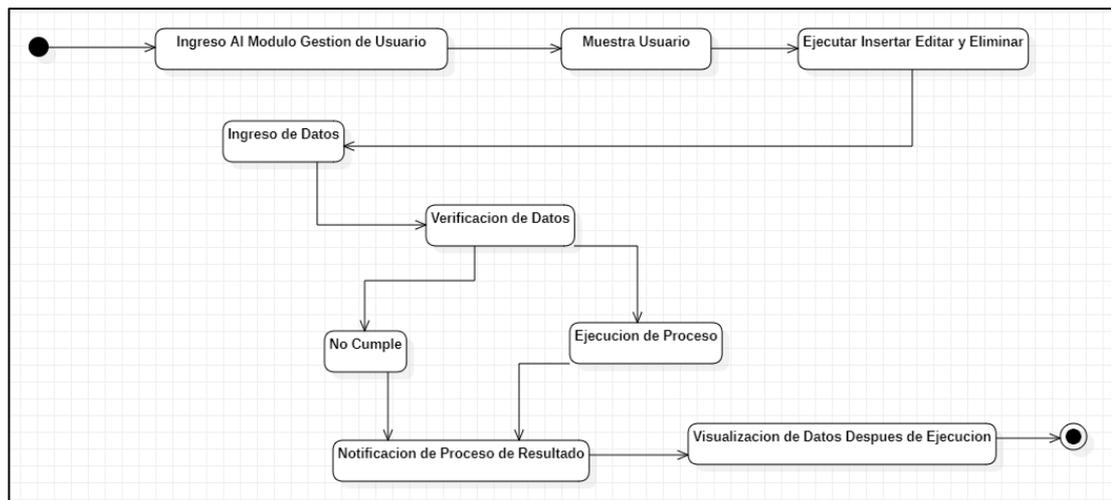 Ingreso Al Modulo Gestion de Usuario
Muestra Usuario
Ejecutar Insertar Editar y Eliminar
Ingreso de Datos
Verificacion de Datos
No Cumple
Ejecucion de Proceso
Notificacion de Proceso de Resultado
Visualizacion de Datos Despues de Ejecucion